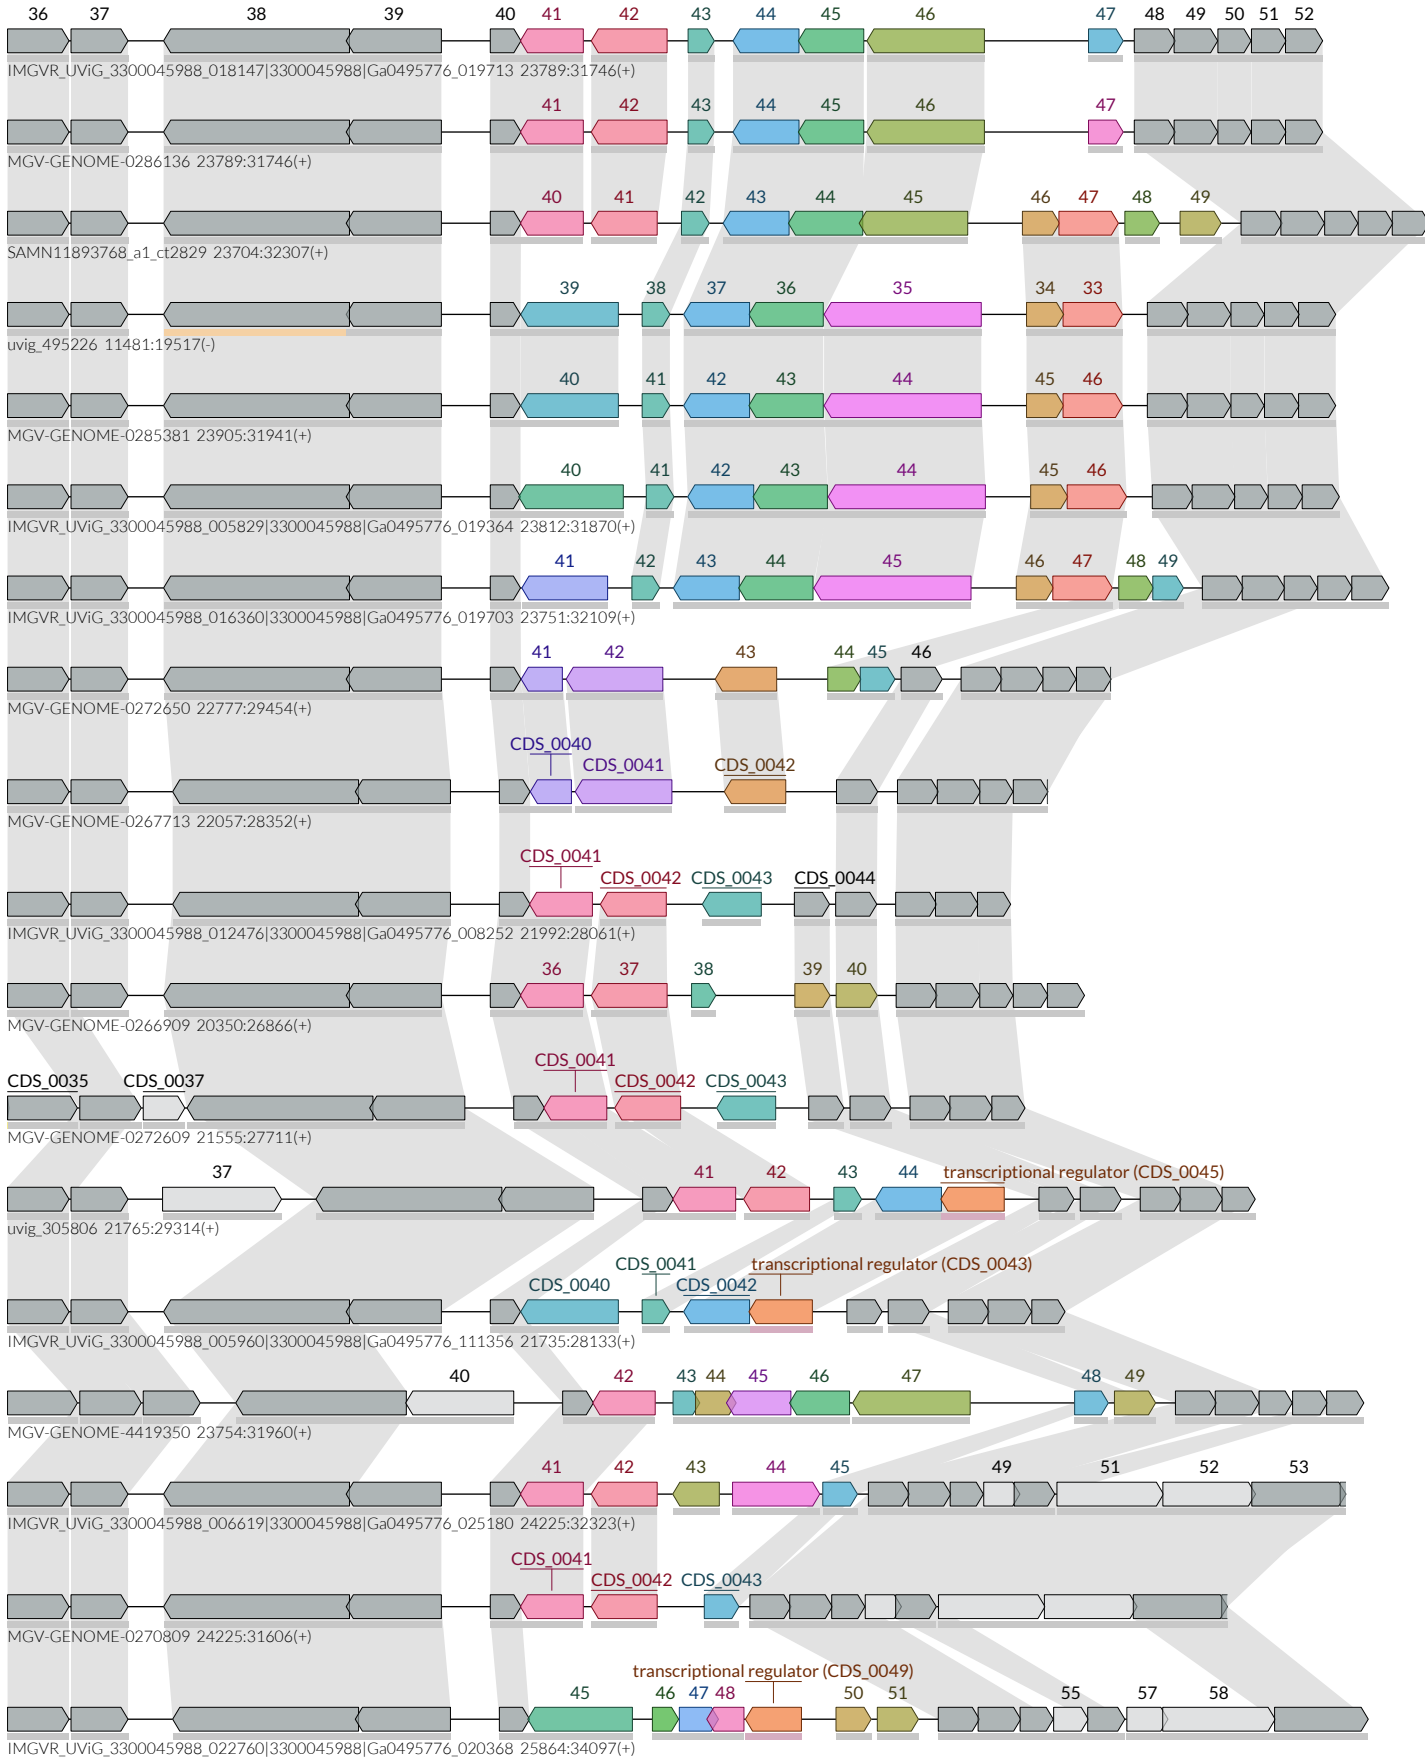 36 37 38 39 40 41 42 43 44 45 46 47 48 49 50 51 52
IMGVR_UViG_3300045988_018147|3300045988|Ga0495776_019713 23789:31746(+)
41 42 43 44 45 46 47
MGV-GENOME-0286136 23789:31746(+)
40 41 42 43 44 45 46 47 48 49
SAMN11893768_a1_ct2829 23704:32307(+)
39 38 37 36 35 34 33
uvig_495226 11481:19517(-)
40 41 42 43 44 45 46
MGV-GENOME-0285381 23905:31941(+)
40 41 42 43 44 45 46
IMGVR_UViG_3300045988_005829|3300045988|Ga0495776_019364 23812:31870(+)
41 42 43 44 45 46 47 48 49
IMGVR_UViG_3300045988_016360|3300045988|Ga0495776_019703 23751:32109(+)
41 42 43 44 45 46
MGV-GENOME-0272650 22777:29454(+)
CDS_0040
CDS_0041 CDS_0042
MGV-GENOME-0267713 22057:28352(+)
CDS_0041
CDS_0042 CDS_0043 CDS_0044
IMGVR_UViG_3300045988_012476|3300045988|Ga0495776_008252 21992:28061(+)
36 37 38 39 40
MGV-GENOME-0266909 20350:26866(+)
CDS_0041
CDS_0035 CDS_0037 CDS_0042 CDS_0043
MGV-GENOME-0272609 21555:27711(+)
37 41 42 43 44 transcriptional regulator (CDS_0045)
uvig_305806 21765:29314(+)
CDS_0041 transcriptional regulator (CDS_0043)
CDS_0040 CDS_0042
IMGVR_UViG_3300045988_005960|3300045988|Ga0495776_111356 21735:28133(+)
40 42 43 44 45 46 47 48 49
MGV-GENOME-4419350 23754:31960(+)
41 42 43 44 45 49 51 52 53
IMGVR_UViG_3300045988_006619|3300045988|Ga0495776_025180 24225:32323(+)
CDS_0041
CDS_0042 CDS_0043
MGV-GENOME-0270809 24225:31606(+)
transcriptional regulator (CDS_0049)
45 46 47 48 50 51 55 57 58
IMGVR_UViG_3300045988_022760|3300045988|Ga0495776_020368 25864:34097(+)